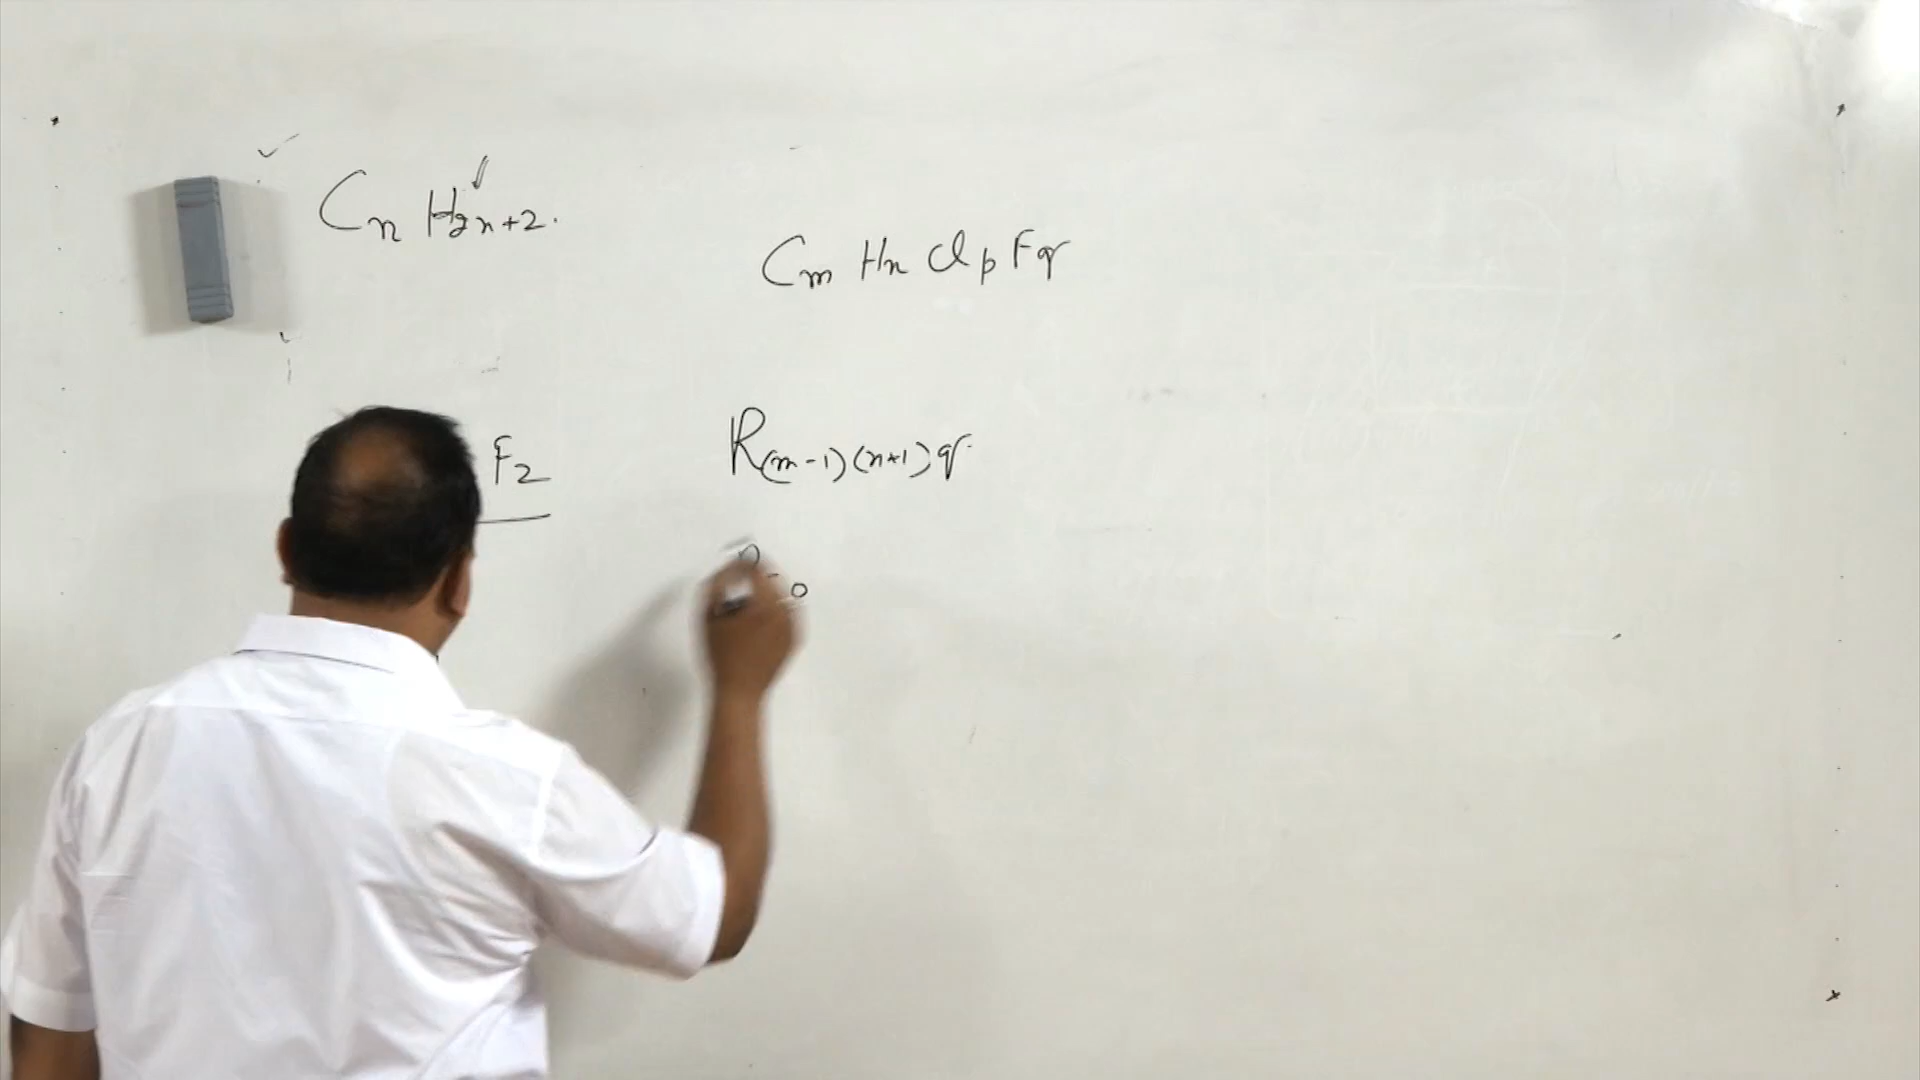 Cn H2n+2.
Cm Hn Clp Fq
F2
R(m-1)(n+1)q